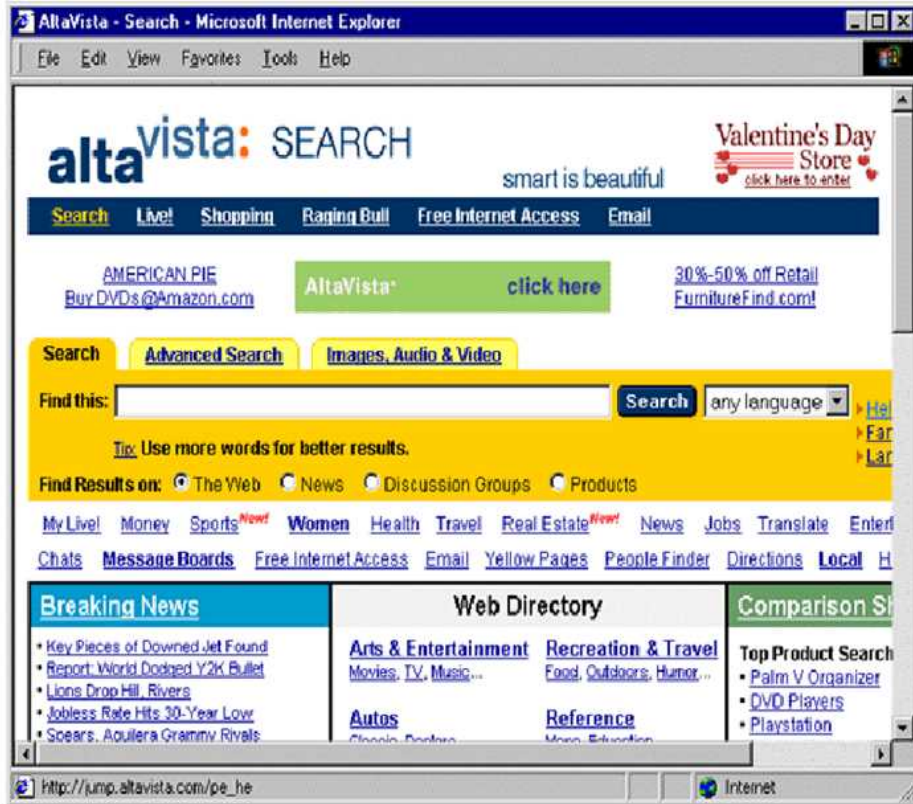 AltaVista - Search - Microsoft Internet Explorer
File Edit View Favorites Tools Help
altavista: SEARCH
smart is beautiful
Valentine's Day
Store
click here to enter
Search Live! Shopping Raging Bull Free Internet Access Email
AMERICAN PIE
Buy DVDs@Amazon.com
AltaVista click here
30%-50% off Retail
FurnitureFind.com!
Search Advanced Search Images, Audio & Video
Find this: Search any language
Hel
Tip: Use more words for better results.
Far
Lar
Find Results on: The Web News Discussion Groups Products
My Live! Money Sports New! Women Health Travel Real Estate New! News Jobs Translate Entert
Chats Message Boards Free Internet Access Email Yellow Pages People Finder Directions Local H
Breaking News
• Key Pieces of Downed Jet Found
• Report: World Dodged Y2K Bullet
• Lions Drop Hill, Rivers
• Jobless Rate Hits 30-Year Low
• Spears, Aguilera Grammy Rivals
Web Directory
Arts & Entertainment
Movies, TV, Music...
Recreation & Travel
Food, Outdoors, Humor...
Autos
Reference
Comparison Sh
Top Product Search
• Palm V Organizer
• DVD Players
• Playstation
http://jump.altavista.com/pe_he Internet